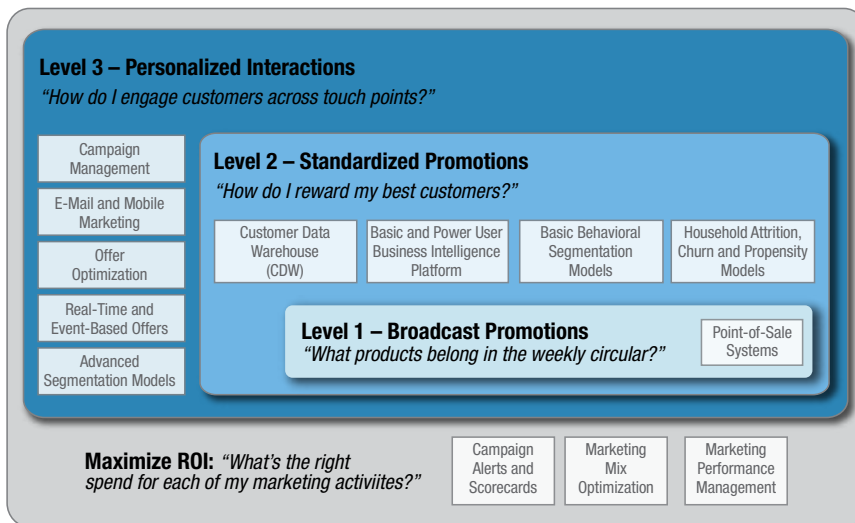 Level 3 – Personalized Interactions
“How do I engage customers across touch points?”
Campaign
Management
E-Mail and Mobile
Marketing
Offer
Optimization
Real-Time and
Event-Based Offers
Advanced
Segmentation Models
Level 2 – Standardized Promotions
“How do I reward my best customers?”
Customer Data
Warehouse
(CDW)
Basic and Power User
Business Intelligence
Platform
Basic Behavioral
Segmentation
Models
Household Attrition,
Churn and Propensity
Models
Level 1 – Broadcast Promotions
“What products belong in the weekly circular?”
Point-of-Sale
Systems
Maximize ROI: “What’s the right
spend for each of my marketing activiites?”
Campaign
Alerts and
Scorecards
Marketing
Mix
Optimization
Marketing
Performance
Management